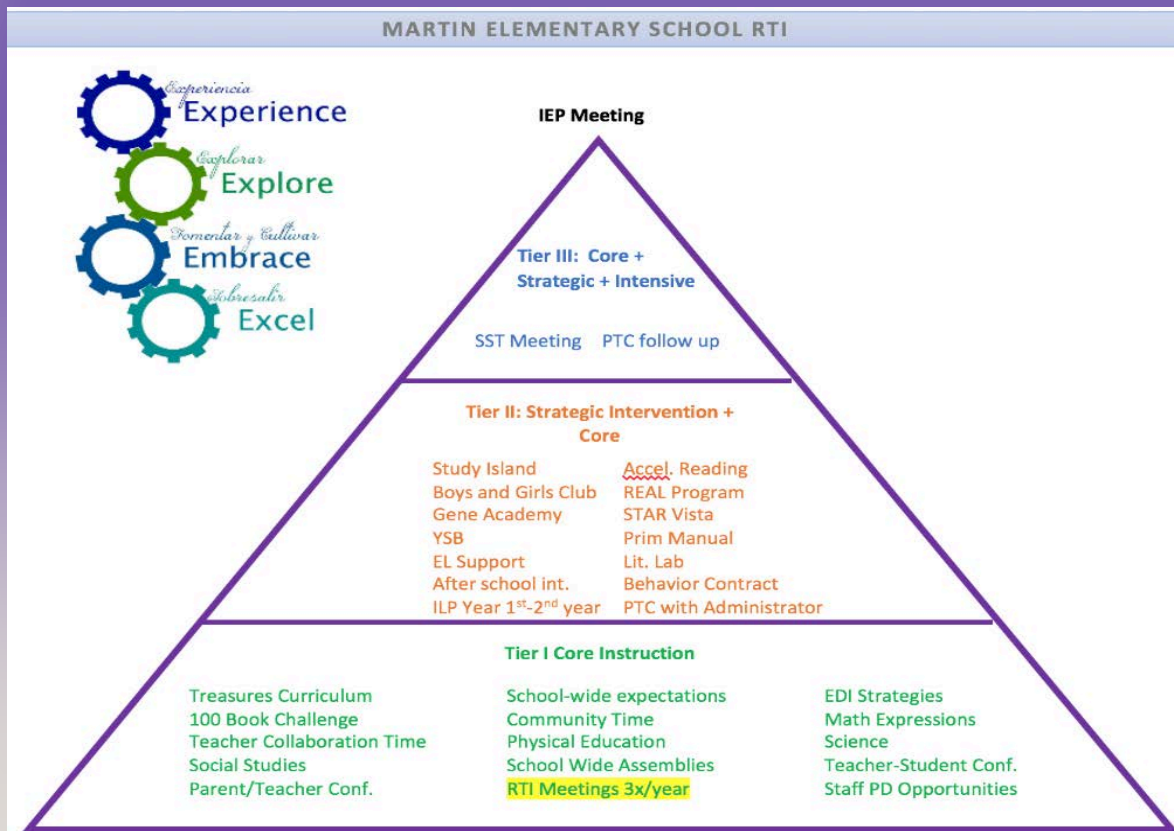 MARTIN ELEMENTARY SCHOOL RTI
Experiencia
Experience
Explorar
Explore
Fomentar y Cultivar
Embrace
Sobresalir
Excel
IEP Meeting
Tier III: Core +
Strategic + Intensive
SST Meeting PTC follow up
Tier II: Strategic Intervention +
Core
Study Island
Boys and Girls Club
Gene Academy
YSB
EL Support
After school int.
ILP Year 1st-2nd year
Accel. Reading
REAL Program
STAR Vista
Prim Manual
Lit. Lab
Behavior Contract
PTC with Administrator
Tier I Core Instruction
Treasures Curriculum
100 Book Challenge
Teacher Collaboration Time
Social Studies
Parent/Teacher Conf.
School-wide expectations
Community Time
Physical Education
School Wide Assemblies
RTI Meetings 3x/year
EDI Strategies
Math Expressions
Science
Teacher-Student Conf.
Staff PD Opportunities